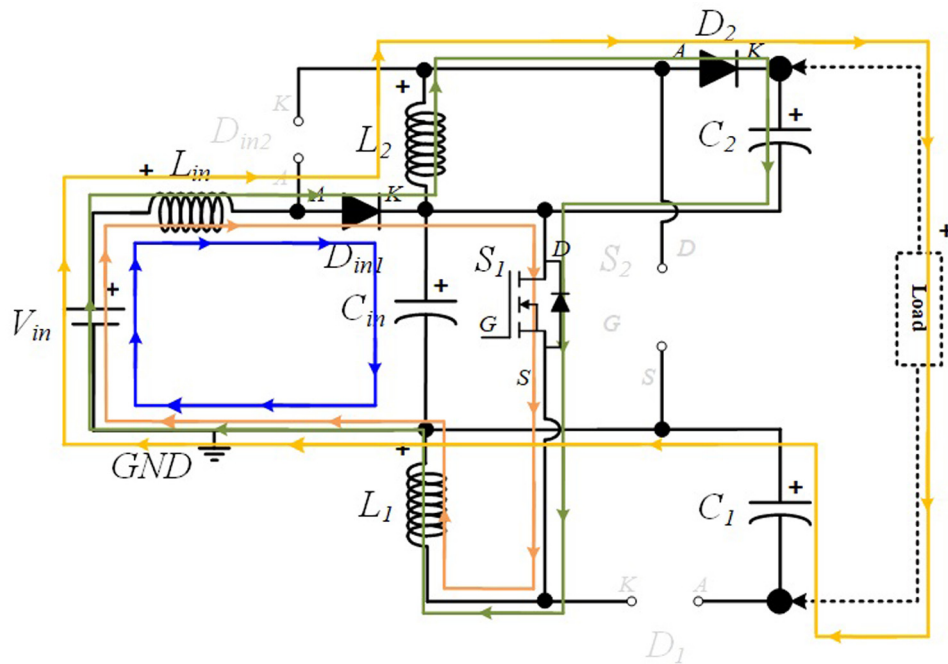 D2
A K
+ +
K
Din2 L2 C2
+ Lin A
A K
Din1 S1 D S2 D
+
Vin + Cin + G G
Load
S S
GND +
L1 C1 +
K A
D1